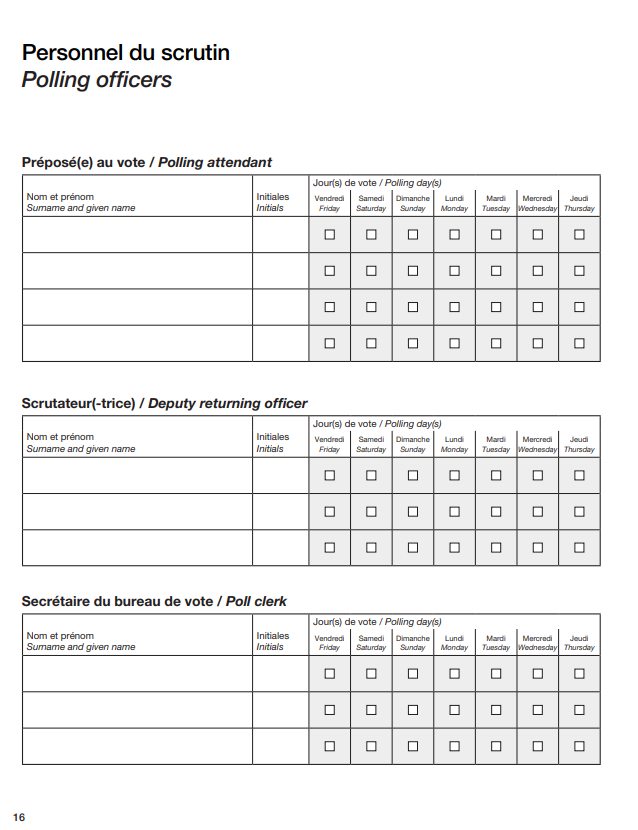 Personnel du scrutin
Polling officers
Préposé(e) au vote / Polling attendant
Nom et prénom
Surname and given name
Initiales
Initials
Jour(s) de vote / Polling day(s)
Vendredi Samedi Dimanche Lundi Mardi Mercredi Jeudi
Friday Saturday Sunday Monday Tuesday Wednesday Thursday
Scrutateur(-trice) / Deputy returning officer
Nom et prénom
Surname and given name
Initiales
Initials
Jour(s) de vote / Polling day(s)
Vendredi Samedi Dimanche Lundi Mardi Mercredi Jeudi
Friday Saturday Sunday Monday Tuesday Wednesday Thursday
Secrétaire du bureau de vote / Poll clerk
Nom et prénom
Surname and given name
Initiales
Initials
Jour(s) de vote / Polling day(s)
Vendredi Samedi Dimanche Lundi Mardi Mercredi Jeudi
Friday Saturday Sunday Monday Tuesday Wednesday Thursday
16